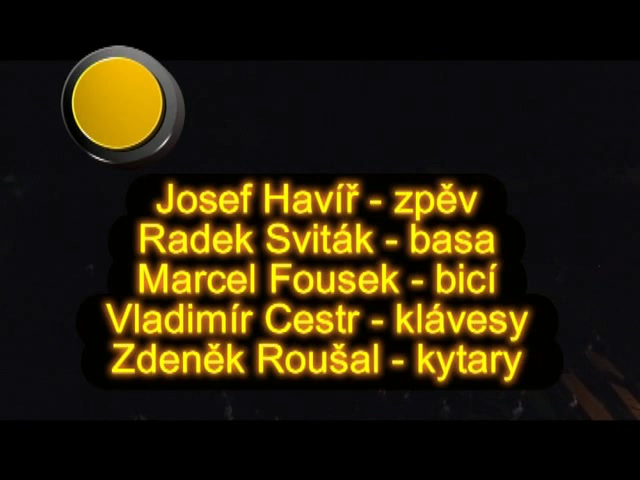 Josef Havíř - zpěv
Radek Sviták - basa
Marcel Fousek - bicí
Vladimír Cestr - klávesy
Zdeněk Roušal - kytary